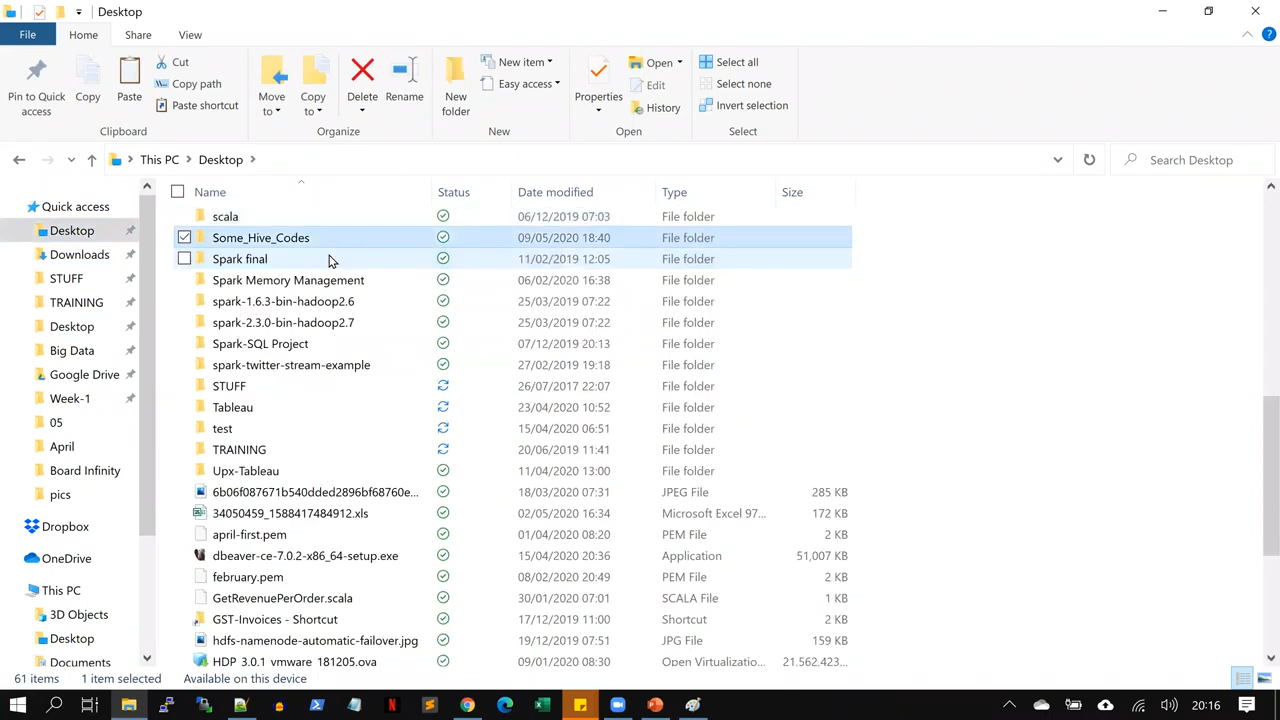 Desktop
File Home Share View
Pin to Quick access
Copy
Paste
Cut
Copy path
Paste shortcut
Clipboard
Move to
Copy to
Delete
Rename
Organize
New folder
New item
Easy access
New
Properties
Open
Edit
History
Open
Select all
Select none
Invert selection
Select
This PC Desktop
Search Desktop
Quick access
Desktop
Downloads
STUFF
TRAINING
Desktop
Big Data
Google Drive
Week-1
05
April
Board Infinity
pics
Dropbox
OneDrive
This PC
3D Objects
Desktop
Documents
Name Status Date modified Type Size
scala 06/12/2019 07:03 File folder
Some_Hive_Codes 09/05/2020 18:40 File folder
Spark final 11/02/2019 12:05 File folder
Spark Memory Management 06/02/2020 16:38 File folder
spark-1.6.3-bin-hadoop2.6 25/03/2019 07:22 File folder
spark-2.3.0-bin-hadoop2.7 25/03/2019 07:22 File folder
Spark-SQL Project 07/12/2019 20:13 File folder
spark-twitter-stream-example 27/02/2019 19:18 File folder
STUFF 26/07/2017 22:07 File folder
Tableau 23/04/2020 10:52 File folder
test 15/04/2020 06:51 File folder
TRAINING 20/06/2019 11:41 File folder
Upx-Tableau 11/04/2020 13:00 File folder
6b06f087671b540dded2896bf68760e... 18/03/2020 07:31 JPEG File 285 KB
34050459_1588417484912.xls 02/05/2020 16:34 Microsoft Excel 97... 172 KB
april-first.pem 01/04/2020 08:20 PEM File 2 KB
dbeaver-ce-7.0.2-x86_64-setup.exe 15/04/2020 20:36 Application 51,007 KB
february.pem 08/02/2020 20:49 PEM File 2 KB
GetRevenuePerOrder.scala 30/01/2020 07:01 SCALA File 1 KB
GST-Invoices - Shortcut 17/12/2019 11:00 Shortcut 2 KB
hdfs-namenode-automatic-failover.jpg 19/12/2019 07:51 JPG File 159 KB
HDP_3.0.1_vmware_181205.ova 09/01/2020 08:30 Open Virtualizatio... 21,562,423...
61 items 1 item selected Available on this device
20:16